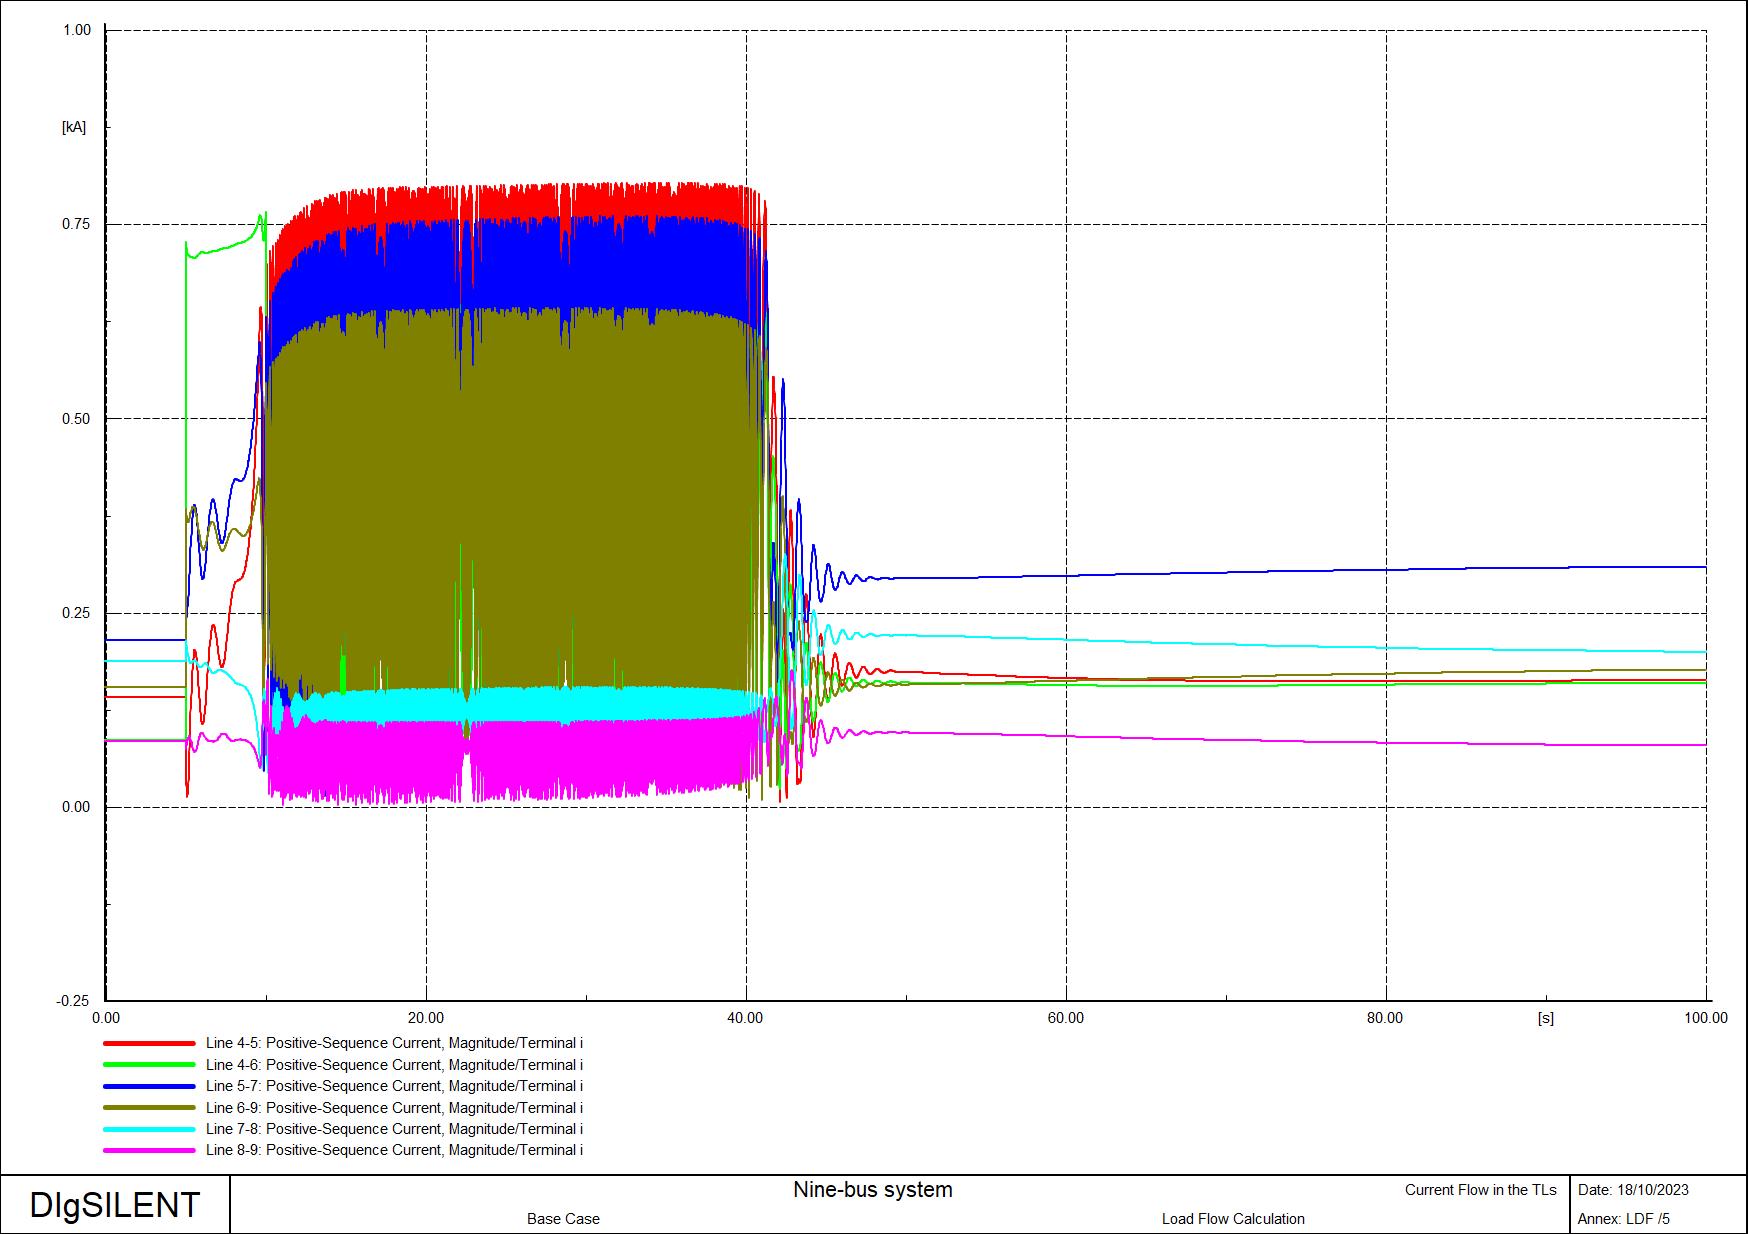 1.00
[kA]
0.75
0.50
0.25
0.00
-0.25
0.00 20.00 40.00 60.00 80.00 [s] 100.00
Line 4-5: Positive-Sequence Current, Magnitude/Terminal i
Line 4-6: Positive-Sequence Current, Magnitude/Terminal i
Line 5-7: Positive-Sequence Current, Magnitude/Terminal i
Line 6-9: Positive-Sequence Current, Magnitude/Terminal i
Line 7-8: Positive-Sequence Current, Magnitude/Terminal i
Line 8-9: Positive-Sequence Current, Magnitude/Terminal i
DIgSILENT
Nine-bus system
Current Flow in the TLs
Date: 18/10/2023
Base Case
Load Flow Calculation
Annex: LDF /5